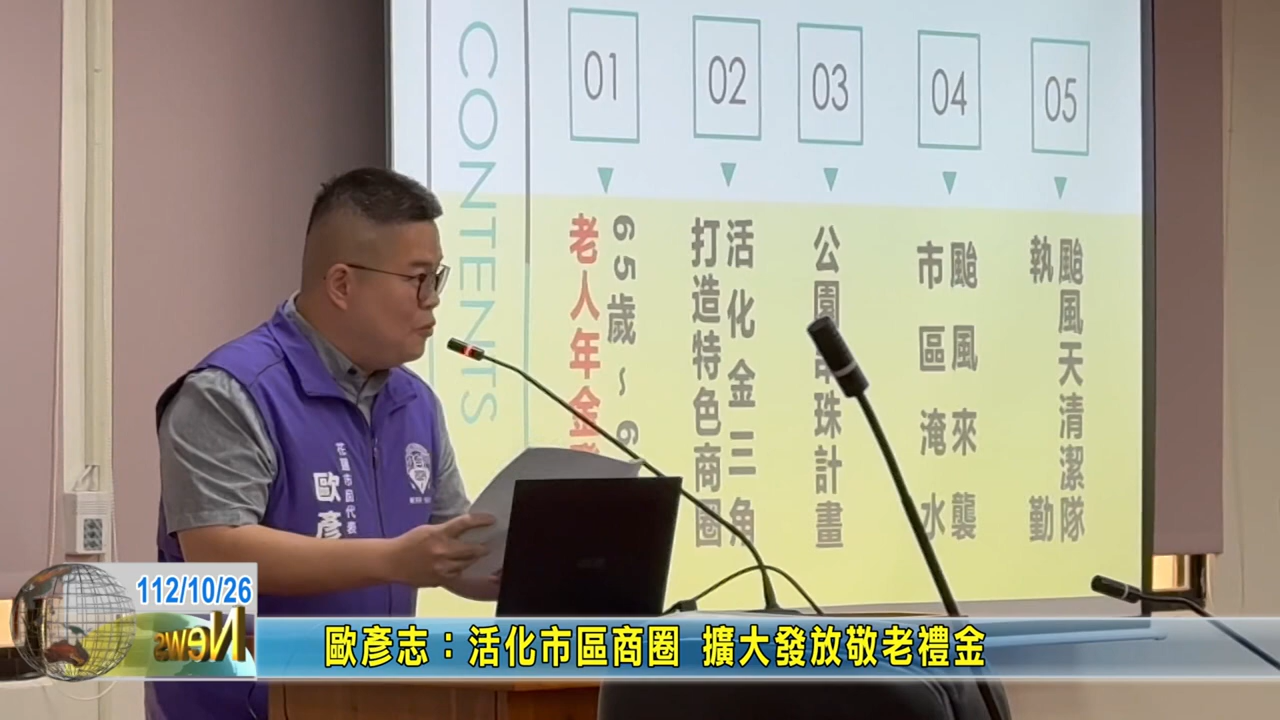 CONTENTS
01
02
03
04
05
65歲～6
老人年金
活化金三角
打造特色商圈
公園串珠計畫
颱風來襲
市區淹水
颱風天清潔隊
執勤
花蓮市民代表
歐彥
112/10/26
News
歐彥志：活化市區商圈 擴大發放敬老禮金